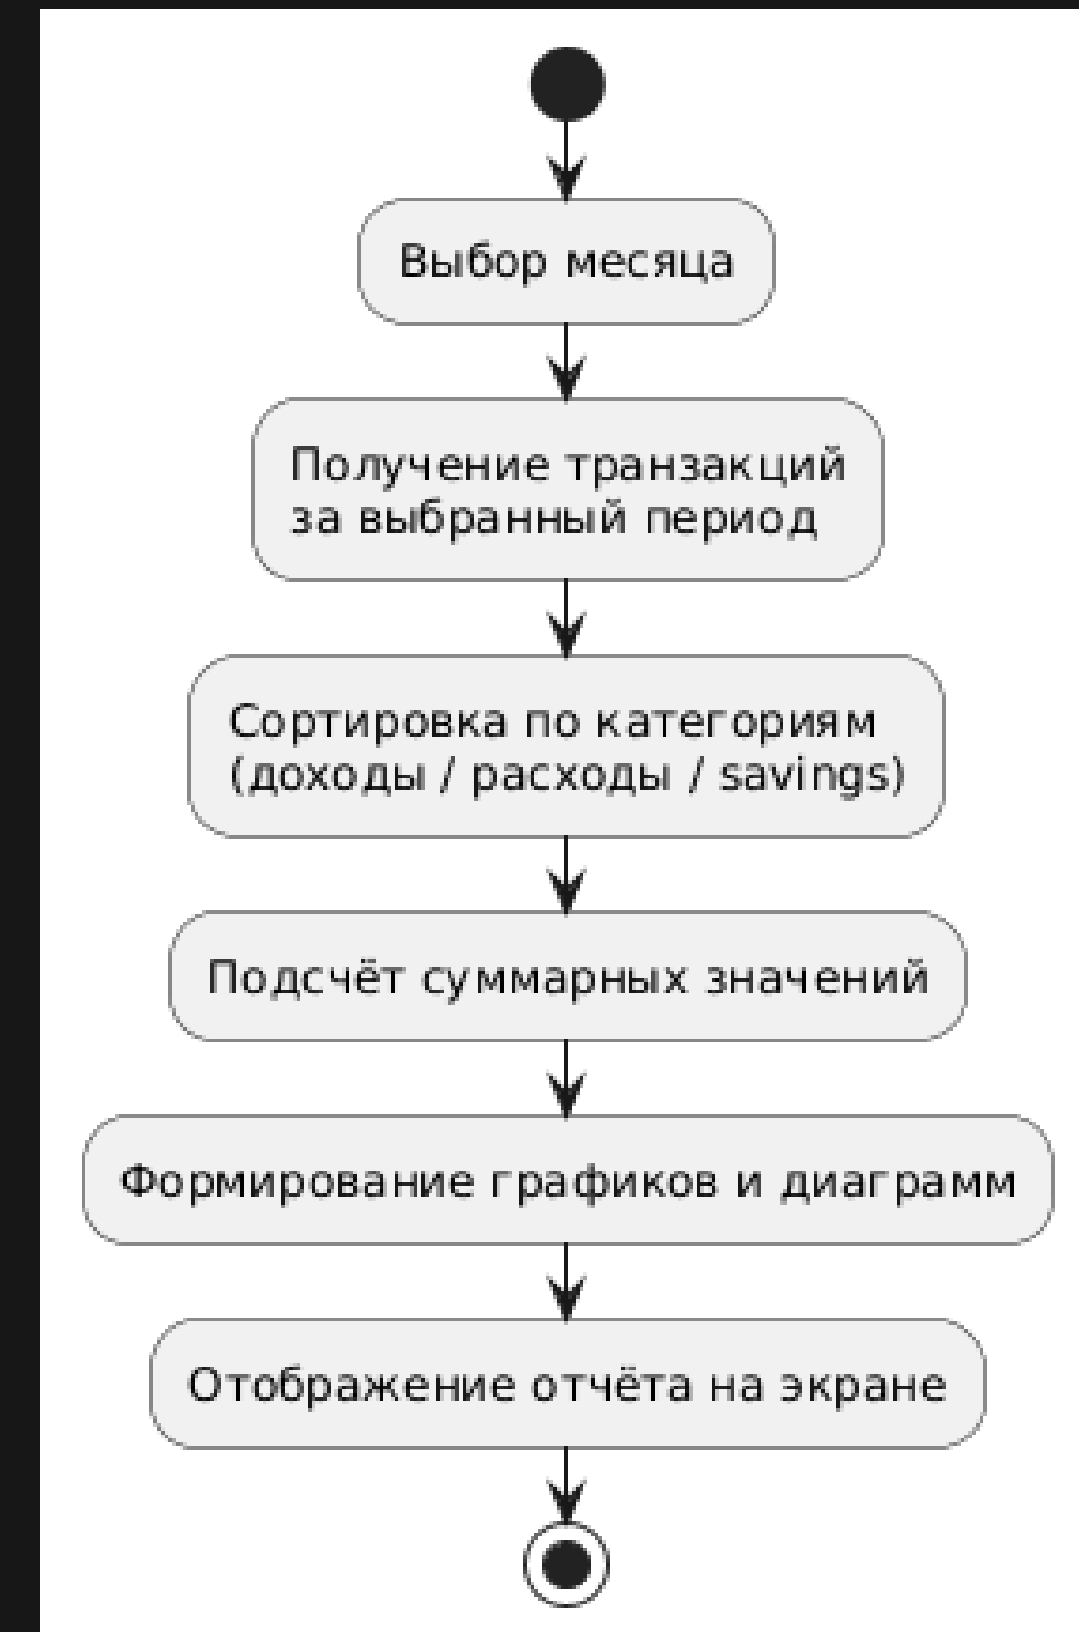 Выбор месяца
Получение транзакций
за выбранный период
Сортировка по категориям
(доходы / расходы / savings)
Подсчёт суммарных значений
Формирование графиков и диаграмм
Отображение отчёта на экране